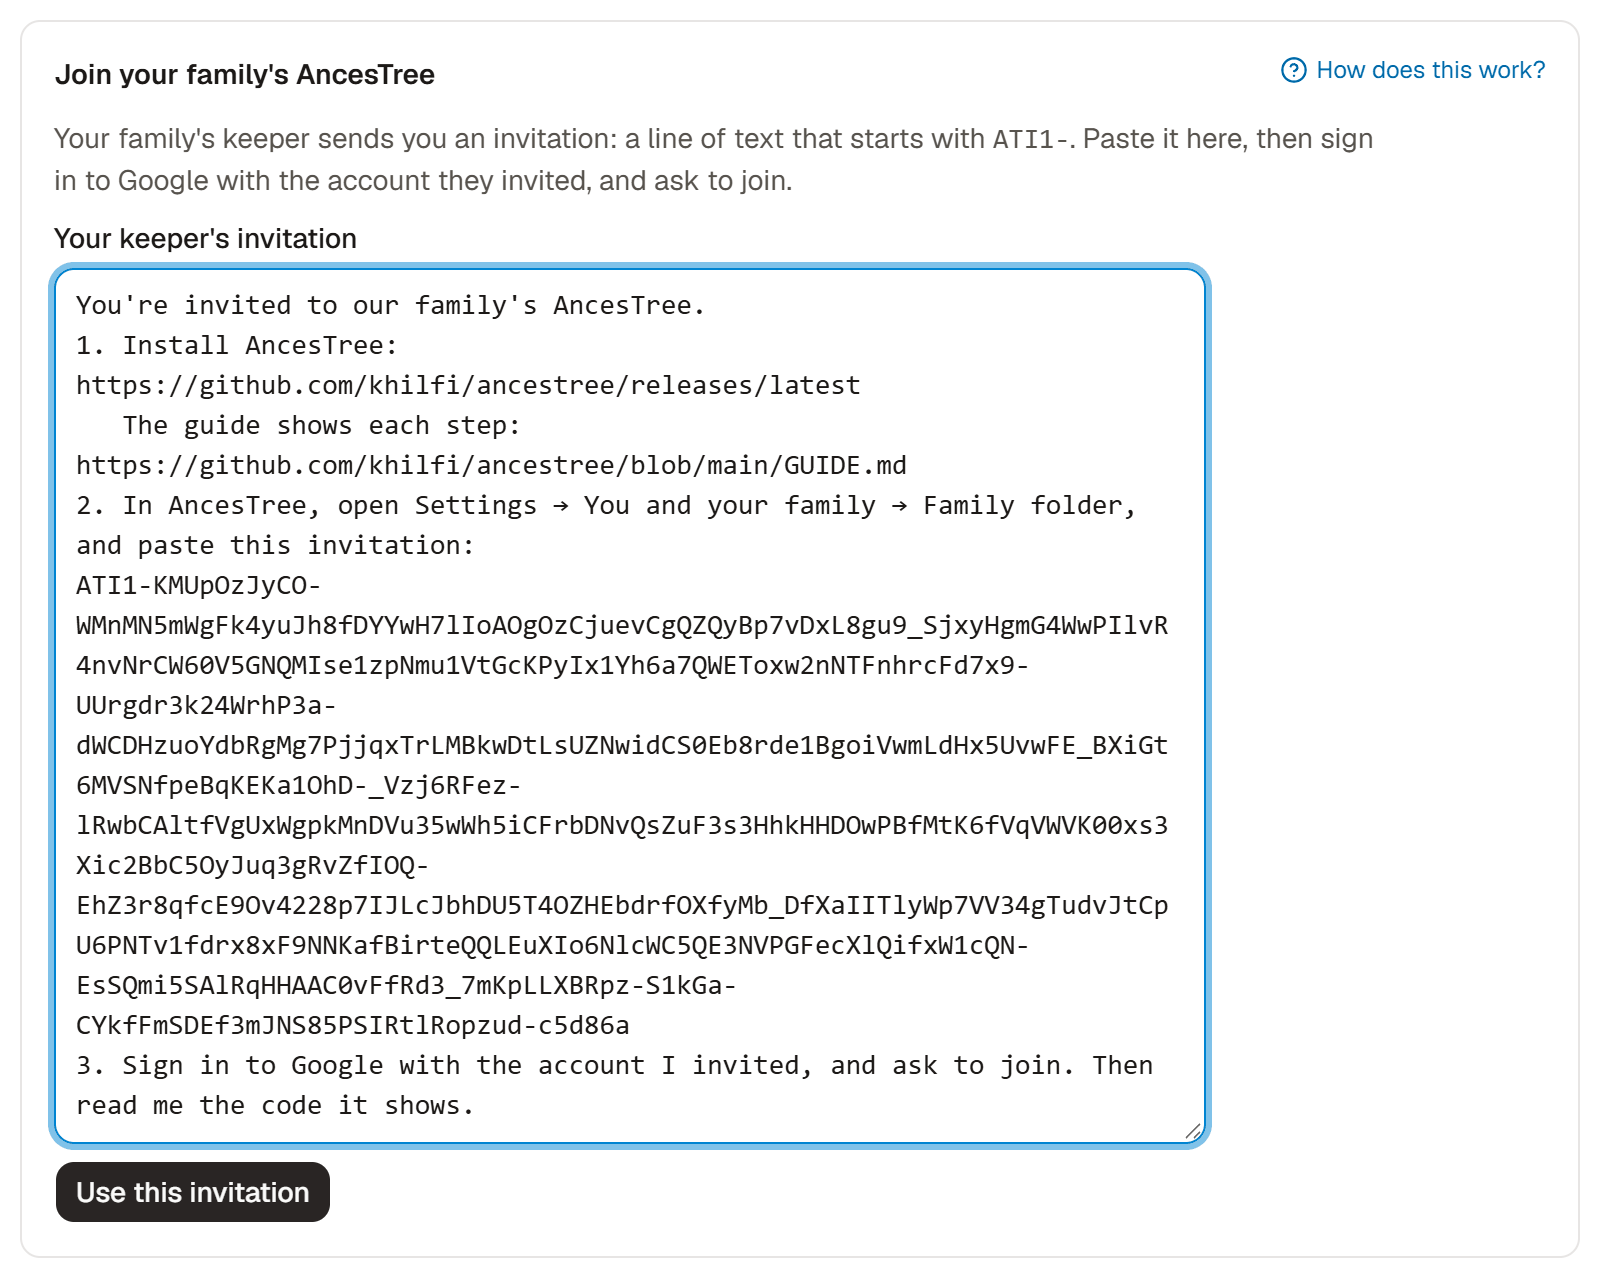 Join your family's AncesTree
How does this work?
Your family's keeper sends you an invitation: a line of text that starts with ATI1-. Paste it here, then sign
in to Google with the account they invited, and ask to join.
Your keeper's invitation
You're invited to our family's AncesTree.
1. Install AncesTree:
https://github.com/khilfi/ancestree/releases/latest
The guide shows each step:
https://github.com/khilfi/ancestree/blob/main/GUIDE.md
2. In AncesTree, open Settings → You and your family → Family folder,
and paste this invitation:
ATI1-KMUpOzJyCO-
WMnMN5mWgFk4yuJh8fDYYwH7lIoAOgOzCjuevCgQZQyBp7vDxL8gu9_SjxyHgmG4WwPIlvR
4nvNrCW60V5GNQMIse1zpNmu1VtGcKPyIx1Yh6a7QWEToxw2nNTFnhrcFd7x9-
UUrgdr3k24WrhP3a-
dWCDHzuoYdbRgMg7PjjqxTrLMBkwDtLsUZNwidCS0Eb8rde1BgoiVwmLdHx5UvwFE_BXiGt
6MVSNfpeBqKEKa1OhD-_Vzj6RFez-
lRwbCAltfVgUxWgpkMnDVu35wWh5iCFrbDNvQsZuF3s3HhkHHDOwPBfMtK6fVqVWVK00xs3
Xic2BbC5OyJuq3gRvZfIOQ-
EhZ3r8qfcE9Ov4228p7IJLcJbhDU5T4OZHEbdrfOXfyMb_DfXaIITlyWp7VV34gTudvJtCp
U6PNTv1fdrx8xF9NNKafBirteQQLEuXIo6NlcWC5QE3NVPGFecXlQifxW1cQN-
EsSQmi5SAlRqHHAAC0vFfRd3_7mKpLLXBRpz-S1kGa-
CYkfFmSDEf3mJNS85PSIRtlRopzud-c5d86a
3. Sign in to Google with the account I invited, and ask to join. Then
read me the code it shows.
Use this invitation